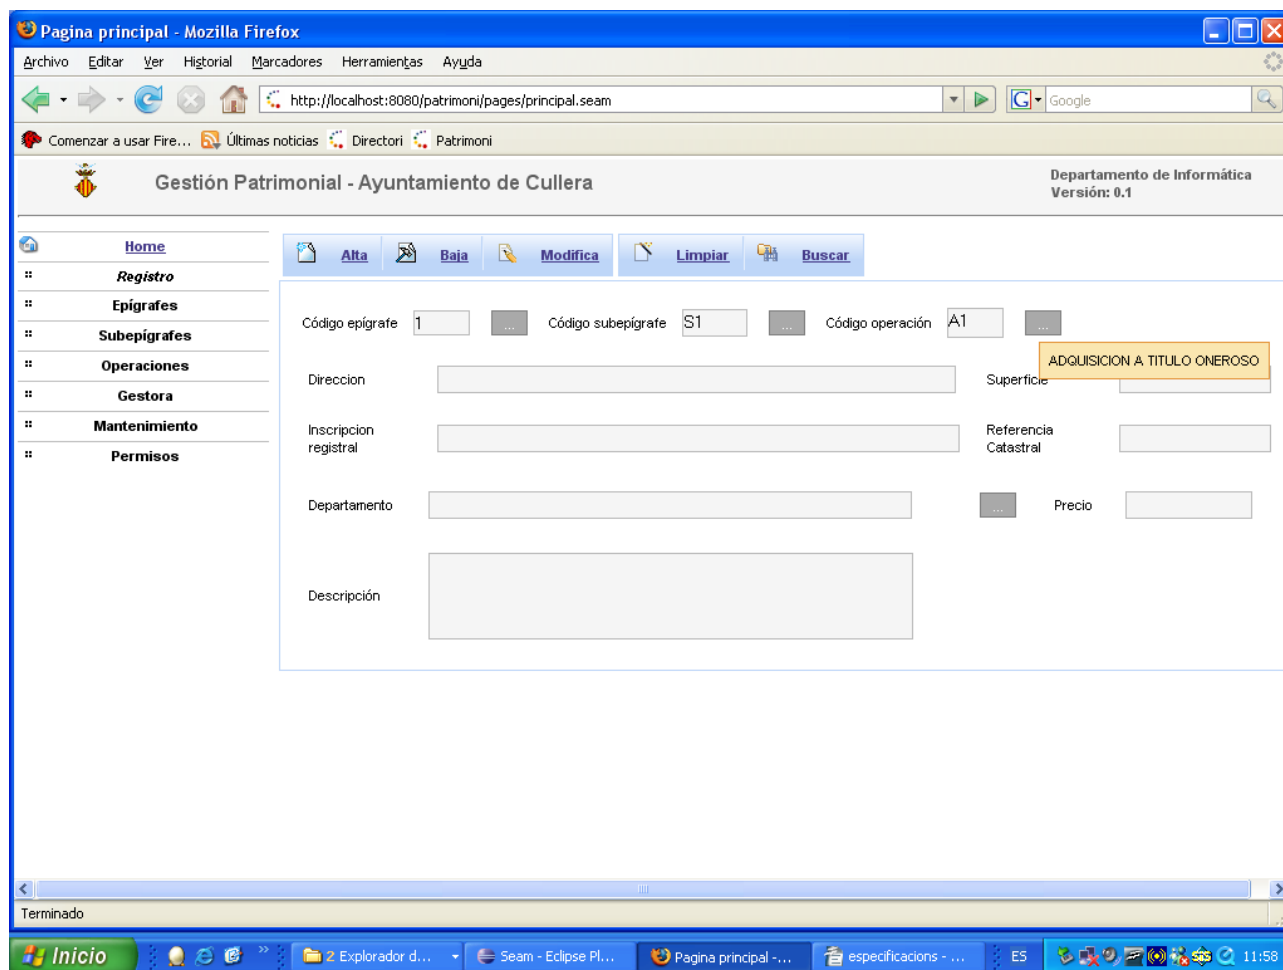 Pagina principal - Mozilla Firefox
Archivo Editar Ver Historial Marcadores Herramientas Ayuda
http://localhost:8080/patrimoni/pages/principal.seam
G Google
Comenzar a usar Fire... Últimas noticias Directori Patrimoni
Gestión Patrimonial - Ayuntamiento de Cullera
Departamento de Informática
Versión: 0.1
Home
Registro
Epígrafes
Subepígrafes
Operaciones
Gestora
Mantenimiento
Permisos
Alta Baja Modifica Limpiar Buscar
Código epígrafe 1 ... Código subepígrafe S1 ... Código operación A1 ...
ADQUISICION A TITULO ONEROSO
Direccion Superficie
Inscripcion registral Referencia Catastral
Departamento ... Precio
Descripción
Terminado
Inicio » 2 Explorador d... Seam - Eclipse Pl... Pagina principal -... especificacions - ... ES 11:58